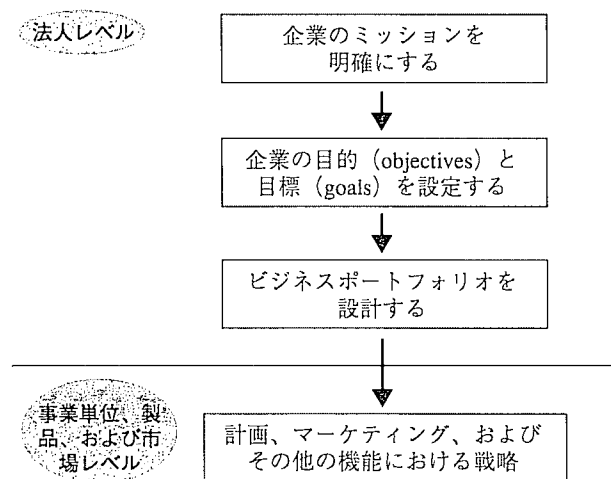 法人レベル
企業のミッションを
明確にする
企業の目的（objectives）と
目標（goals）を設定する
ビジネスポートフォリオを
設計する
事業単位、製
品、および市
場レベル
計画、マーケティング、および
その他の機能における戦略